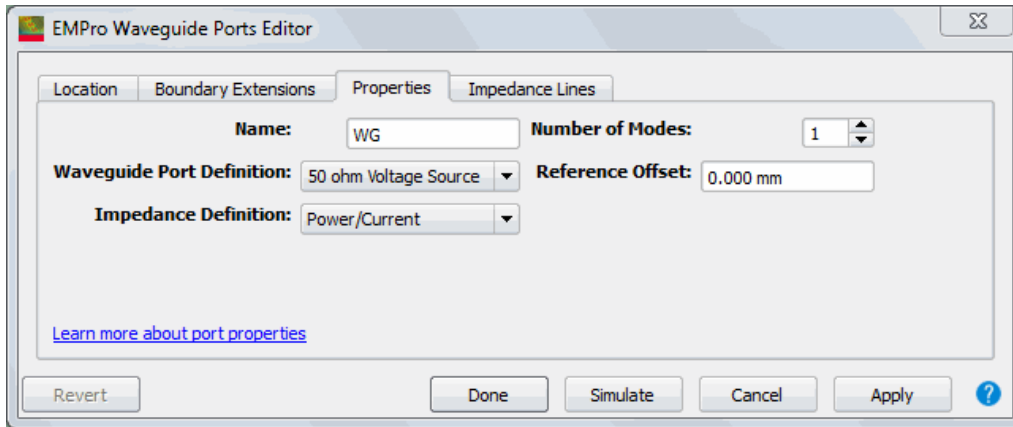 EMPro Waveguide Ports Editor
Location Boundary Extensions Properties Impedance Lines
Name: WG Number of Modes: 1
Waveguide Port Definition: 50 ohm Voltage Source Reference Offset: 0.000 mm
Impedance Definition: Power/Current
Learn more about port properties
Revert Done Simulate Cancel Apply ?